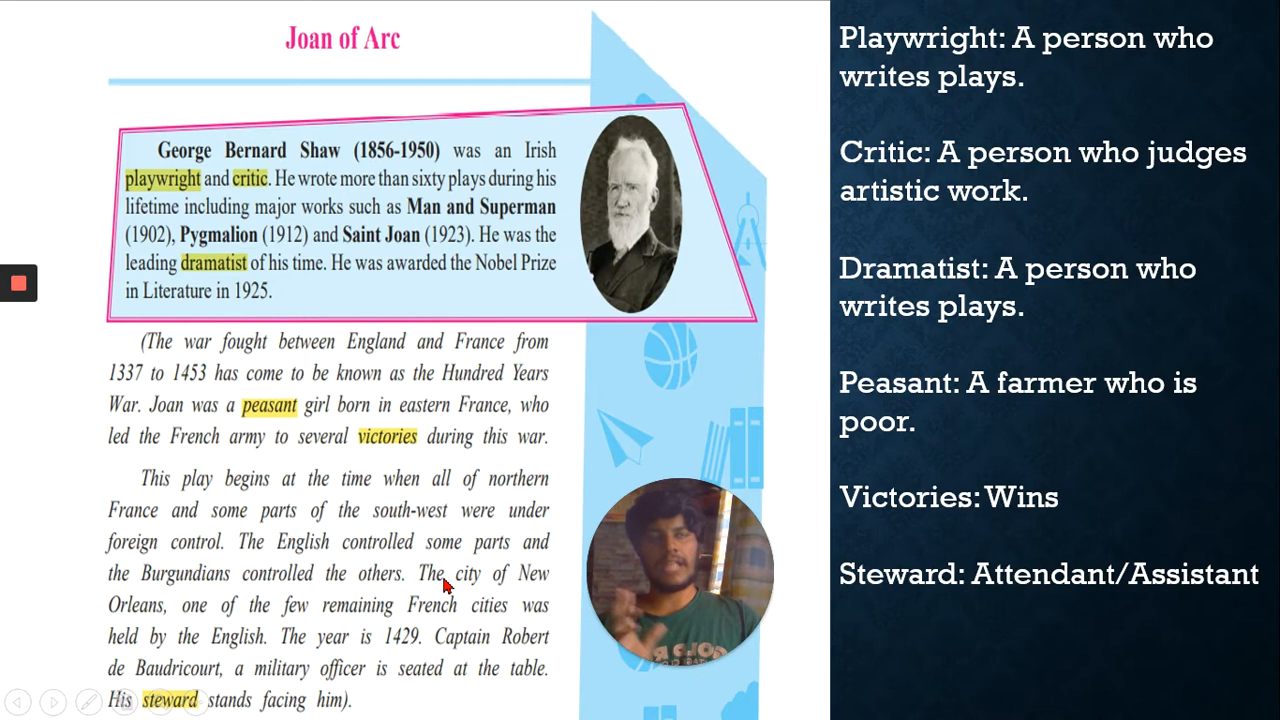 Joan of Arc
George Bernard Shaw (1856-1950) was an Irish
playwright and critic. He wrote more than sixty plays during his
lifetime including major works such as Man and Superman
(1902), Pygmalion (1912) and Saint Joan (1923). He was the
leading dramatist of his time. He was awarded the Nobel Prize
in Literature in 1925.
(The war fought between England and France from
1337 to 1453 has come to be known as the Hundred Years
War. Joan was a peasant girl born in eastern France, who
led the French army to several victories during this war.
This play begins at the time when all of northern
France and some parts of the south-west were under
foreign control. The English controlled some parts and
the Burgundians controlled the others. The city of New
Orleans, one of the few remaining French cities was
held by the English. The year is 1429. Captain Robert
de Baudricourt, a military officer is seated at the table.
His steward stands facing him).
Playwright: A person who
writes plays.
Critic: A person who judges
artistic work.
Dramatist: A person who
writes plays.
Peasant: A farmer who is
poor.
Victories: Wins
Steward: Attendant/Assistant